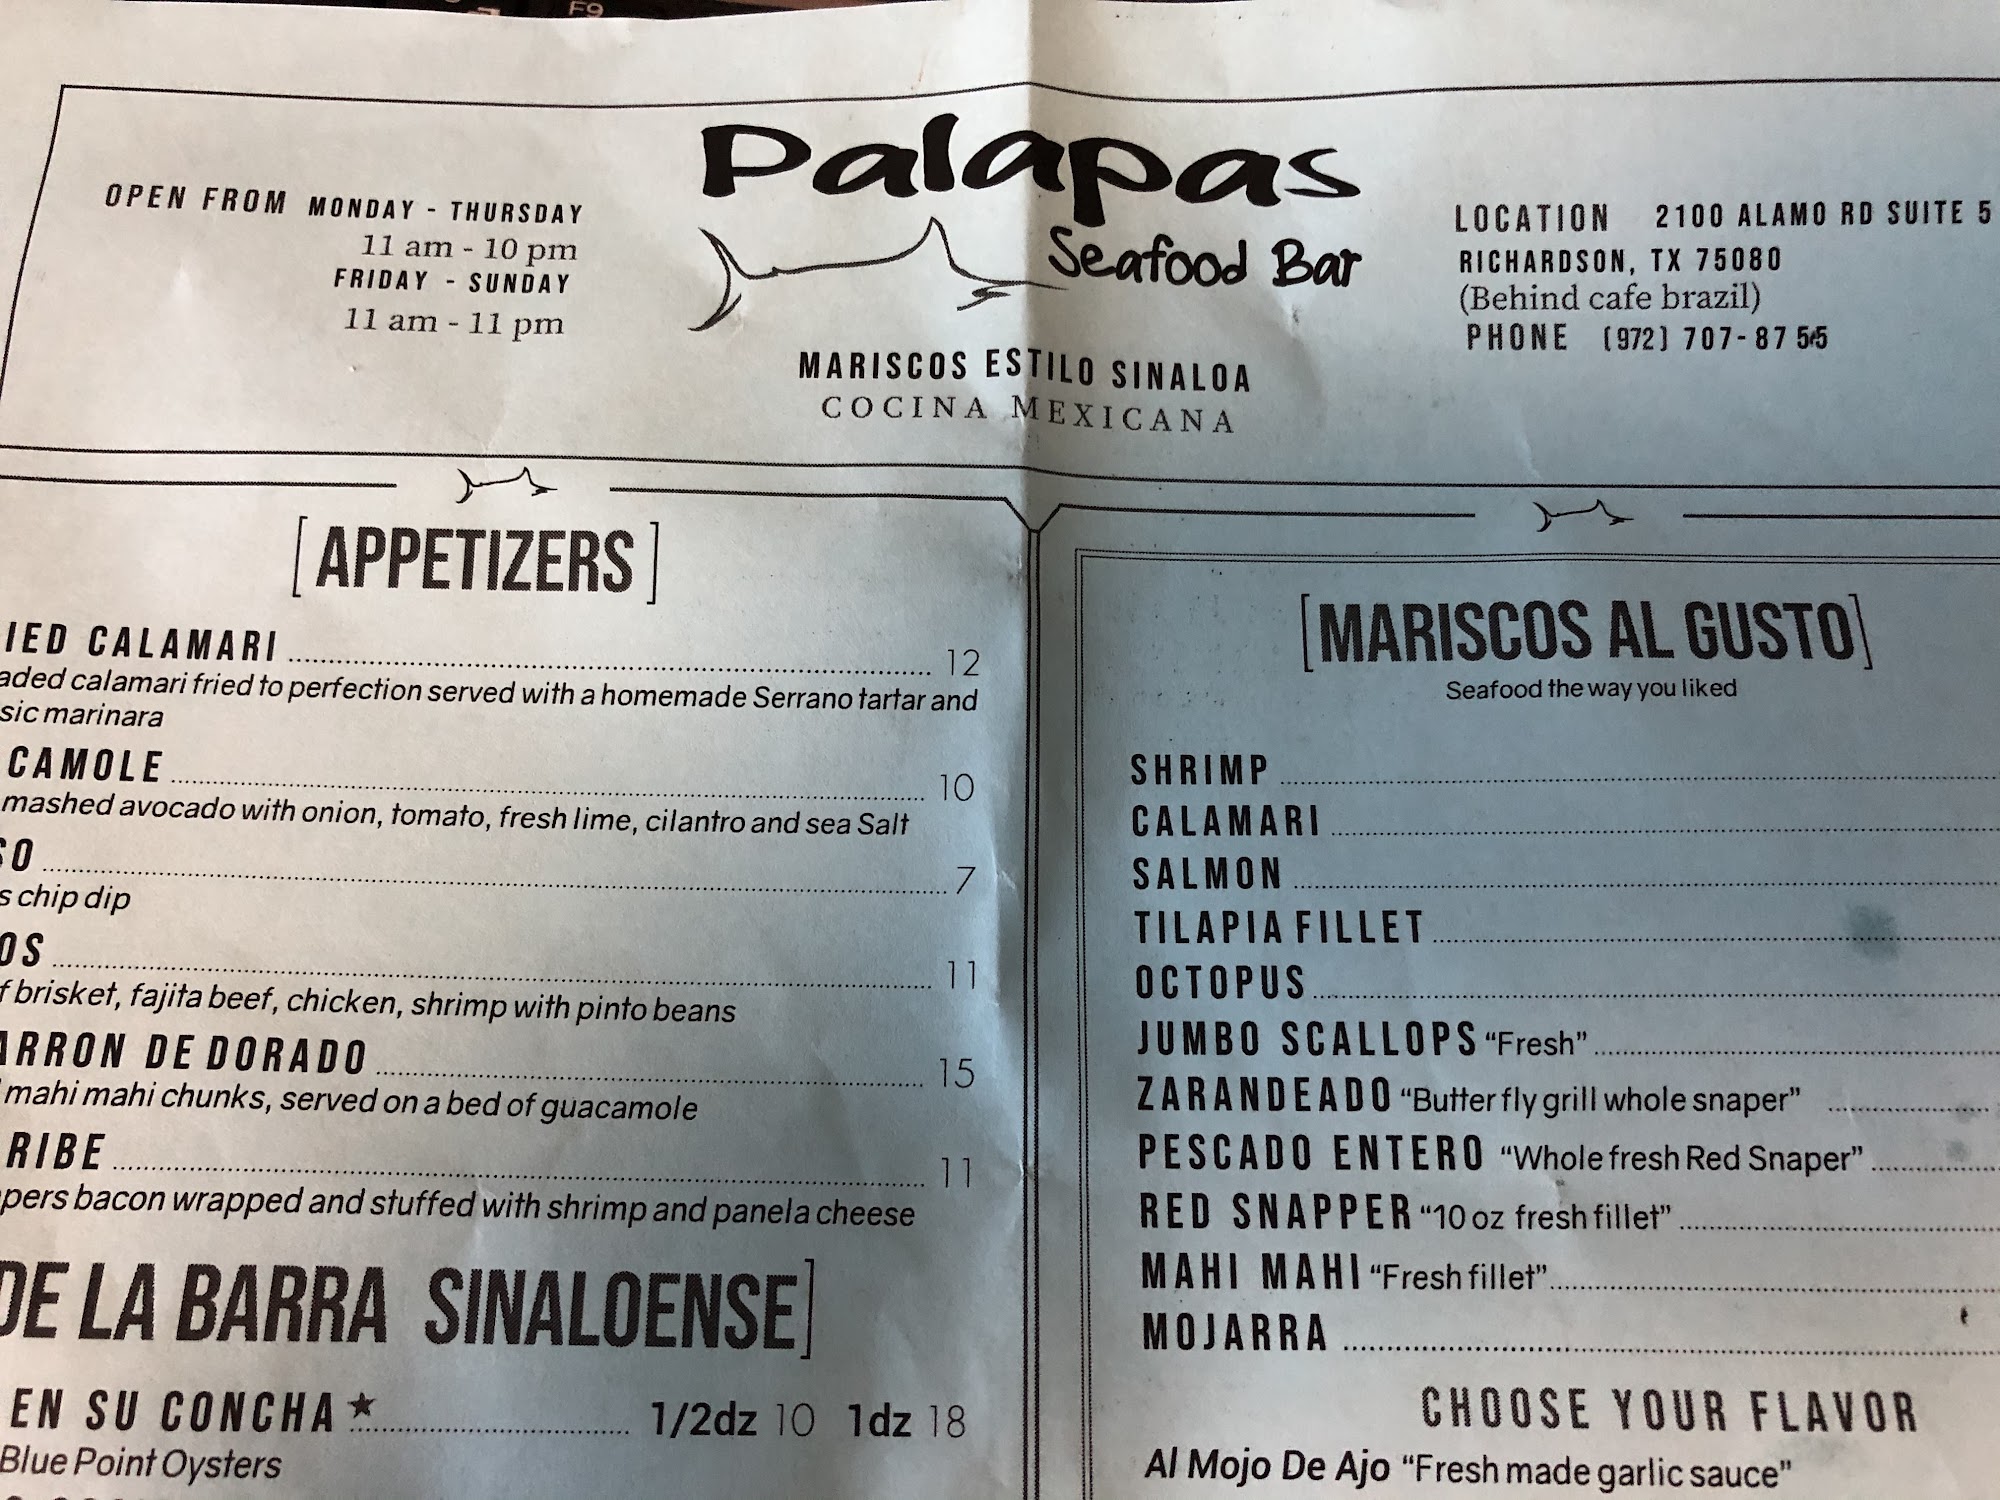 F9
Palapas
Seafood Bar
MARISCOS ESTILO SINALOA
COCINA MEXICANA
OPEN FROM MONDAY - THURSDAY
11 am - 10 pm
FRIDAY - SUNDAY
11 am - 11 pm
LOCATION 2100 ALAMO RD SUITE 5
RICHARDSON, TX 75080
(Behind cafe brazil)
PHONE (972) 707-8755
[APPETIZERS]
IED CALAMARI 12
aded calamari fried to perfection served with a homemade Serrano tartar and
sic marinara
CAMOLE 10
mashed avocado with onion, tomato, fresh lime, cilantro and sea Salt
SO 7
s chip dip
OS 11
f brisket, fajita beef, chicken, shrimp with pinto beans
ARRON DE DORADO 15
mahi mahi chunks, served on a bed of guacamole
RIBE 11
pers bacon wrapped and stuffed with shrimp and panela cheese
DE LA BARRA SINALOENSE]
EN SU CONCHA★ 1/2dz 10 1dz 18
Blue Point Oysters
[MARISCOS AL GUSTO]
Seafood the way you liked
SHRIMP
CALAMARI
SALMON
TILAPIA FILLET
OCTOPUS
JUMBO SCALLOPS “Fresh”
ZARANDEADO “Butter fly grill whole snaper”
PESCADO ENTERO “Whole fresh Red Snaper”
RED SNAPPER “10 oz fresh fillet”
MAHI MAHI “Fresh fillet”
MOJARRA
CHOOSE YOUR FLAVOR
Al Mojo De Ajo “Fresh made garlic sauce”